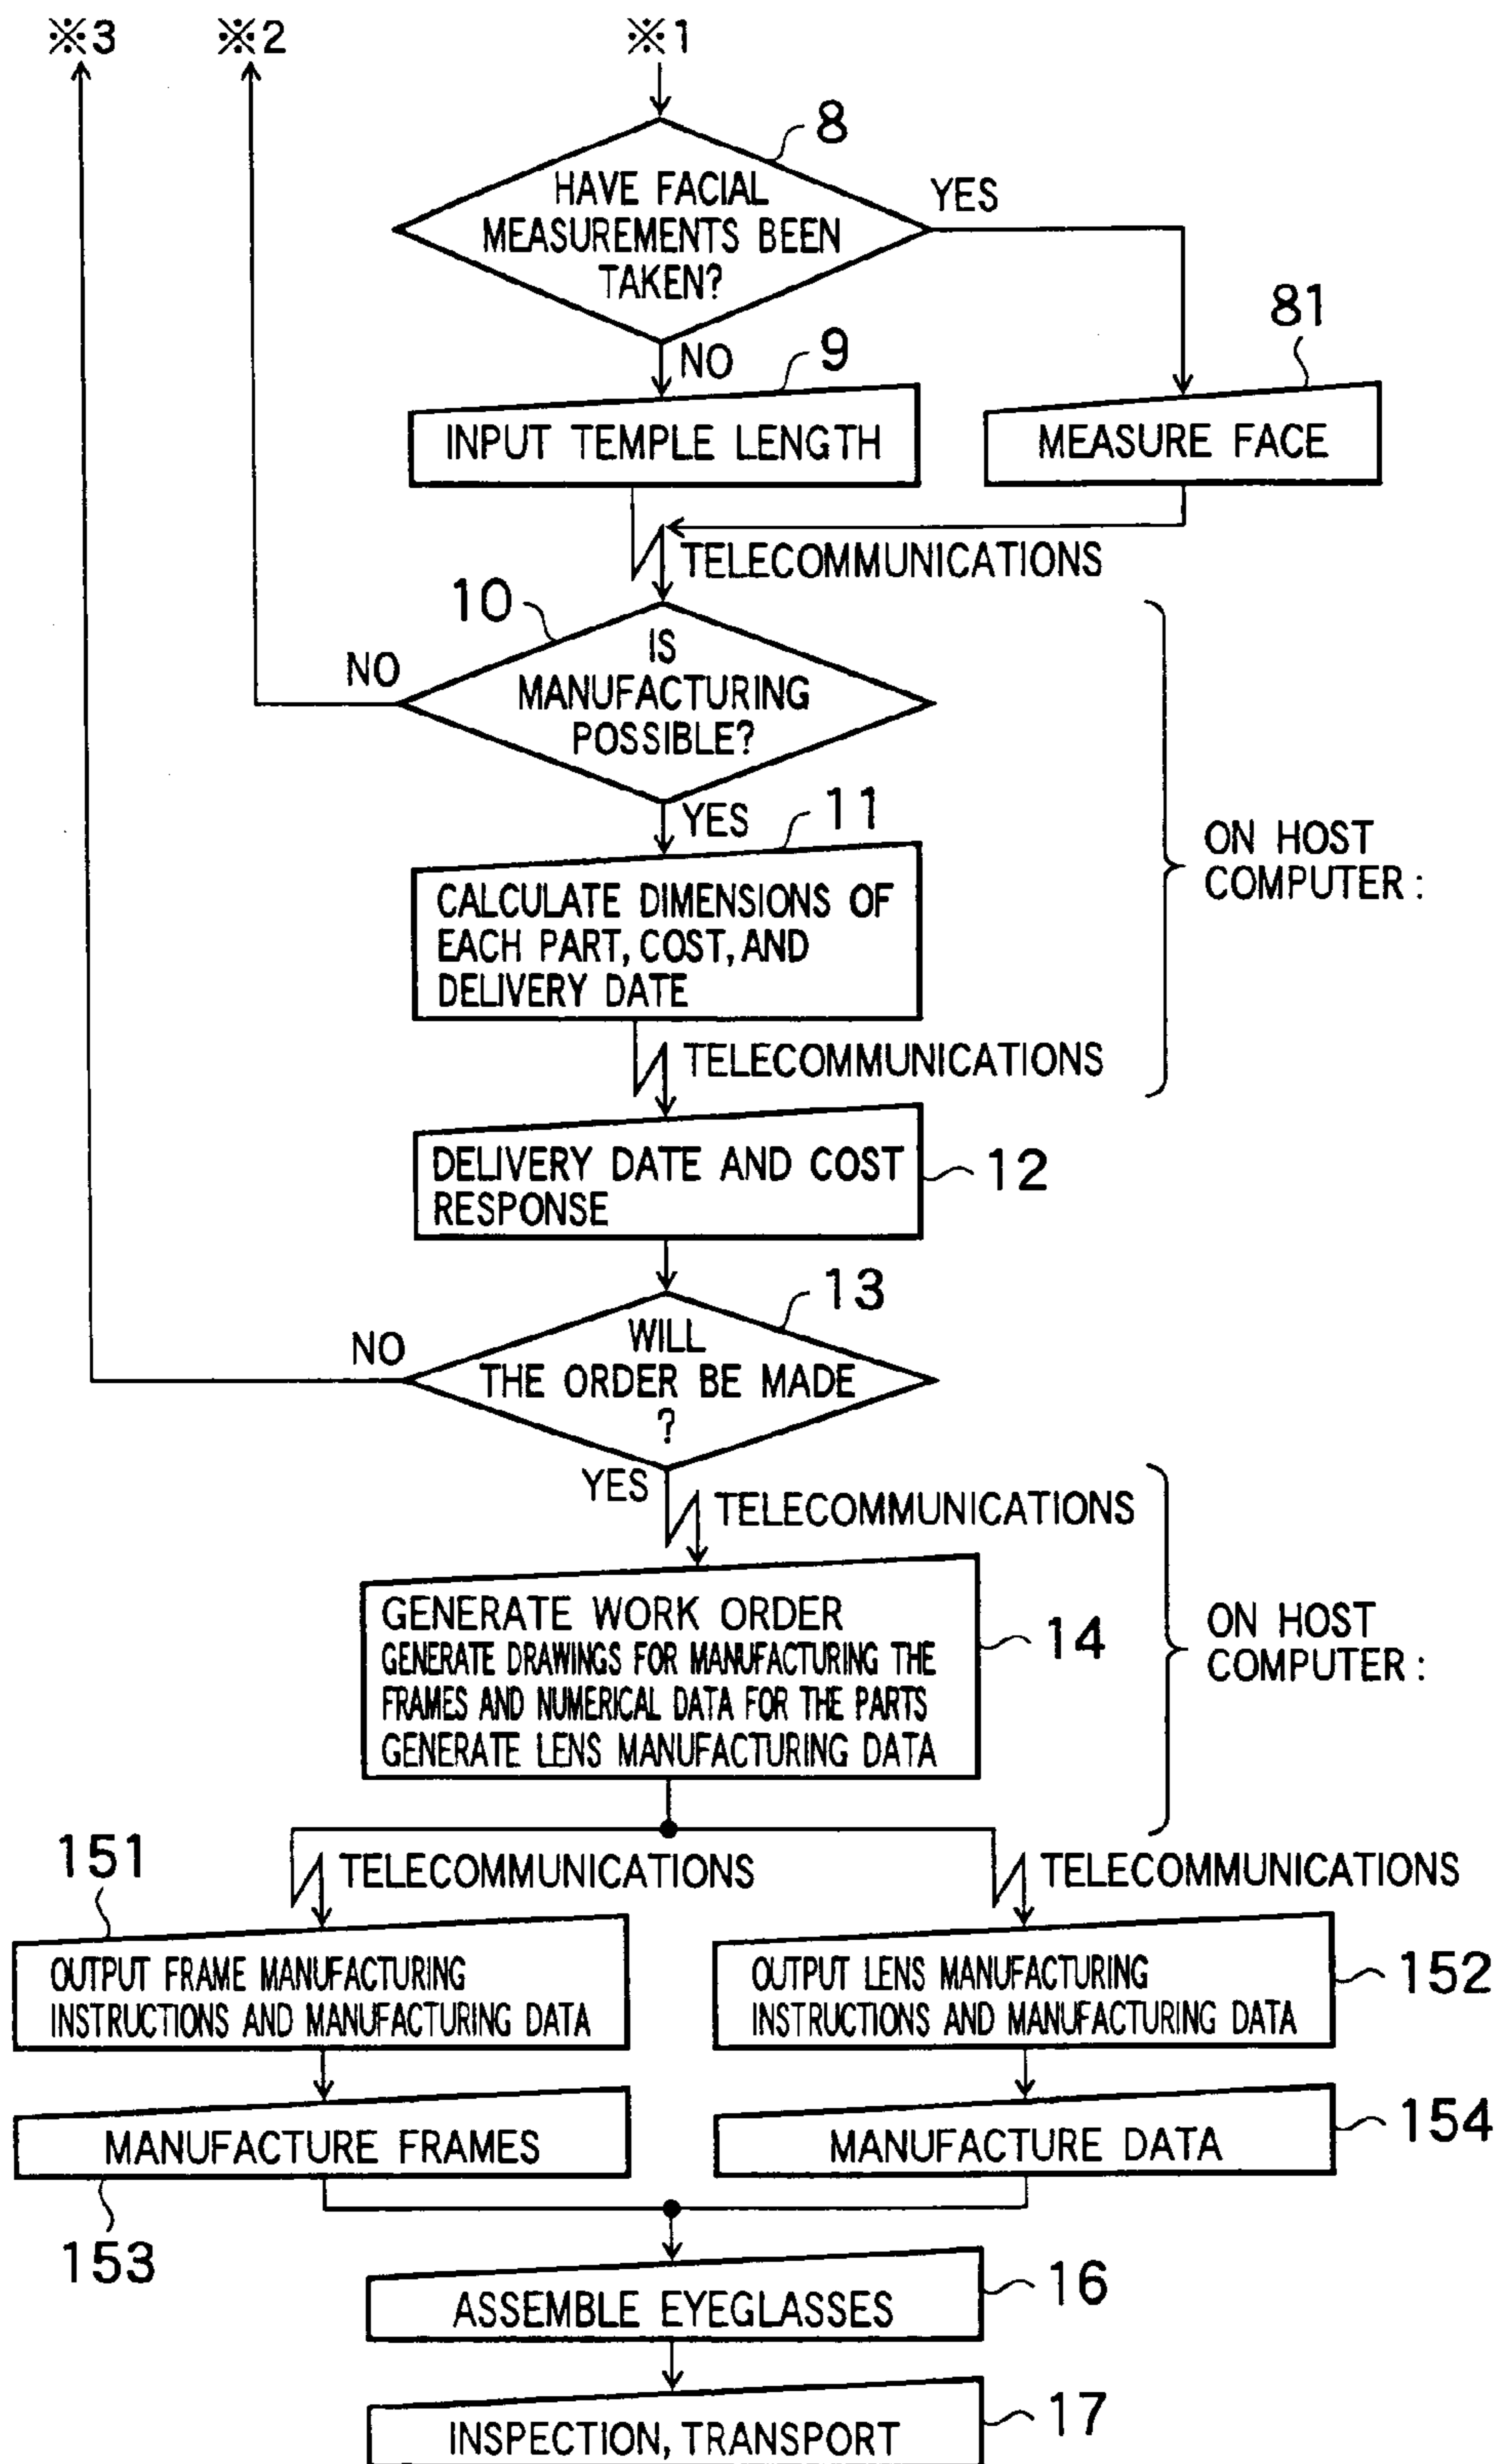 ※3
※2
※1
8
HAVE FACIAL
MEASUREMENTS BEEN
TAKEN?
YES
81
NO
9
INPUT TEMPLE LENGTH
MEASURE FACE
TELECOMMUNICATIONS
10
IS
MANUFACTURING
POSSIBLE?
NO
YES
11
ON HOST
COMPUTER:
CALCULATE DIMENSIONS OF
EACH PART, COST, AND
DELIVERY DATE
TELECOMMUNICATIONS
DELIVERY DATE AND COST
RESPONSE
12
13
NO
WILL
THE ORDER BE MADE
?
YES
TELECOMMUNICATIONS
GENERATE WORK ORDER
GENERATE DRAWINGS FOR MANUFACTURING THE
FRAMES AND NUMERICAL DATA FOR THE PARTS
GENERATE LENS MANUFACTURING DATA
14
ON HOST
COMPUTER:
151
TELECOMMUNICATIONS
TELECOMMUNICATIONS
OUTPUT FRAME MANUFACTURING
INSTRUCTIONS AND MANUFACTURING DATA
OUTPUT LENS MANUFACTURING
INSTRUCTIONS AND MANUFACTURING DATA
152
MANUFACTURE FRAMES
153
MANUFACTURE DATA
154
ASSEMBLE EYEGLASSES
16
INSPECTION, TRANSPORT
17